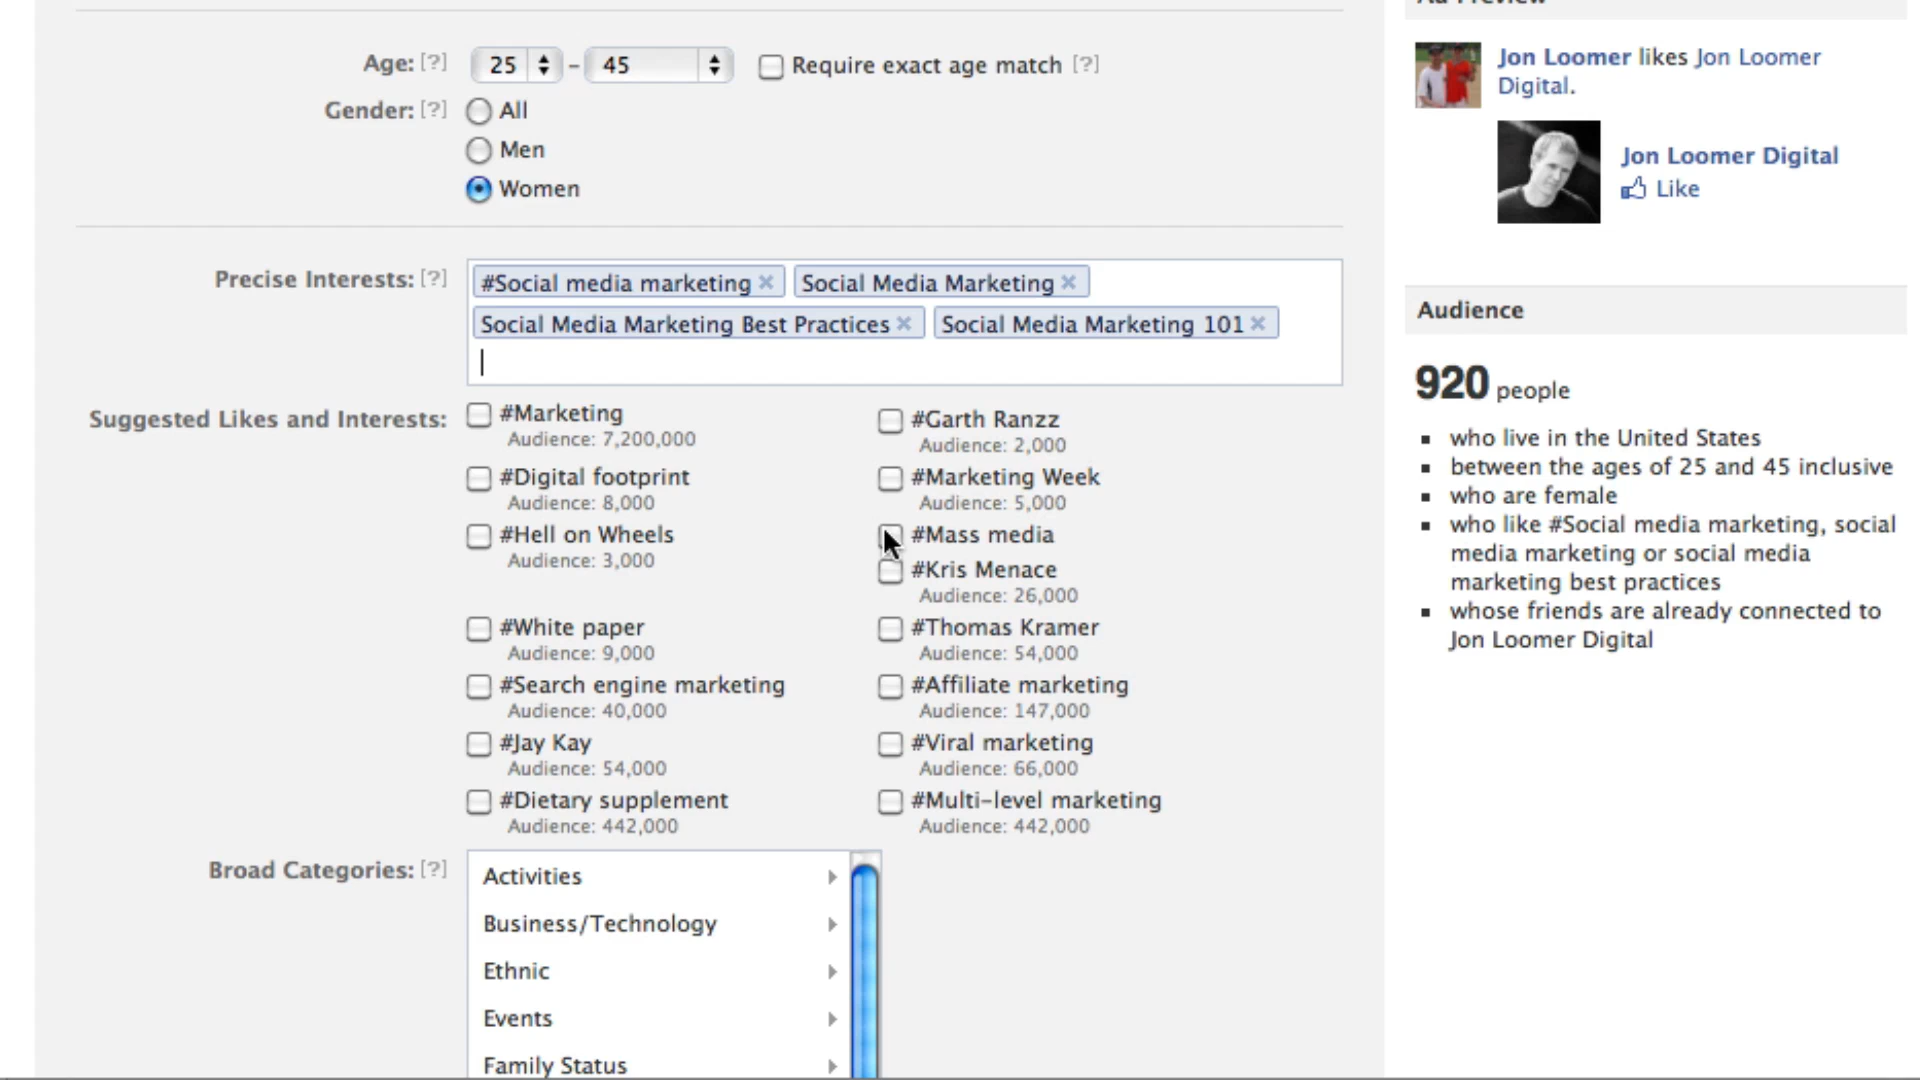 Ad Preview
Age: [?] 25 – 45 Require exact age match [?]
Gender: [?] All
Men
Women
Precise Interests: [?] #Social media marketing × Social Media Marketing ×
Social Media Marketing Best Practices × Social Media Marketing 101 ×
Suggested Likes and Interests:
#Marketing
Audience: 7,200,000
#Garth Ranzz
Audience: 2,000
#Digital footprint
Audience: 8,000
#Marketing Week
Audience: 5,000
#Hell on Wheels
Audience: 3,000
#Mass media
#Kris Menace
Audience: 26,000
#White paper
Audience: 9,000
#Thomas Kramer
Audience: 54,000
#Search engine marketing
Audience: 40,000
#Affiliate marketing
Audience: 147,000
#Jay Kay
Audience: 54,000
#Viral marketing
Audience: 66,000
#Dietary supplement
Audience: 442,000
#Multi-level marketing
Audience: 442,000
Broad Categories: [?]
Activities
Business/Technology
Ethnic
Events
Family Status
Jon Loomer likes Jon Loomer
Digital.
Jon Loomer Digital
Like
Audience
920 people
who live in the United States
between the ages of 25 and 45 inclusive
who are female
who like #Social media marketing, social
media marketing or social media
marketing best practices
whose friends are already connected to
Jon Loomer Digital